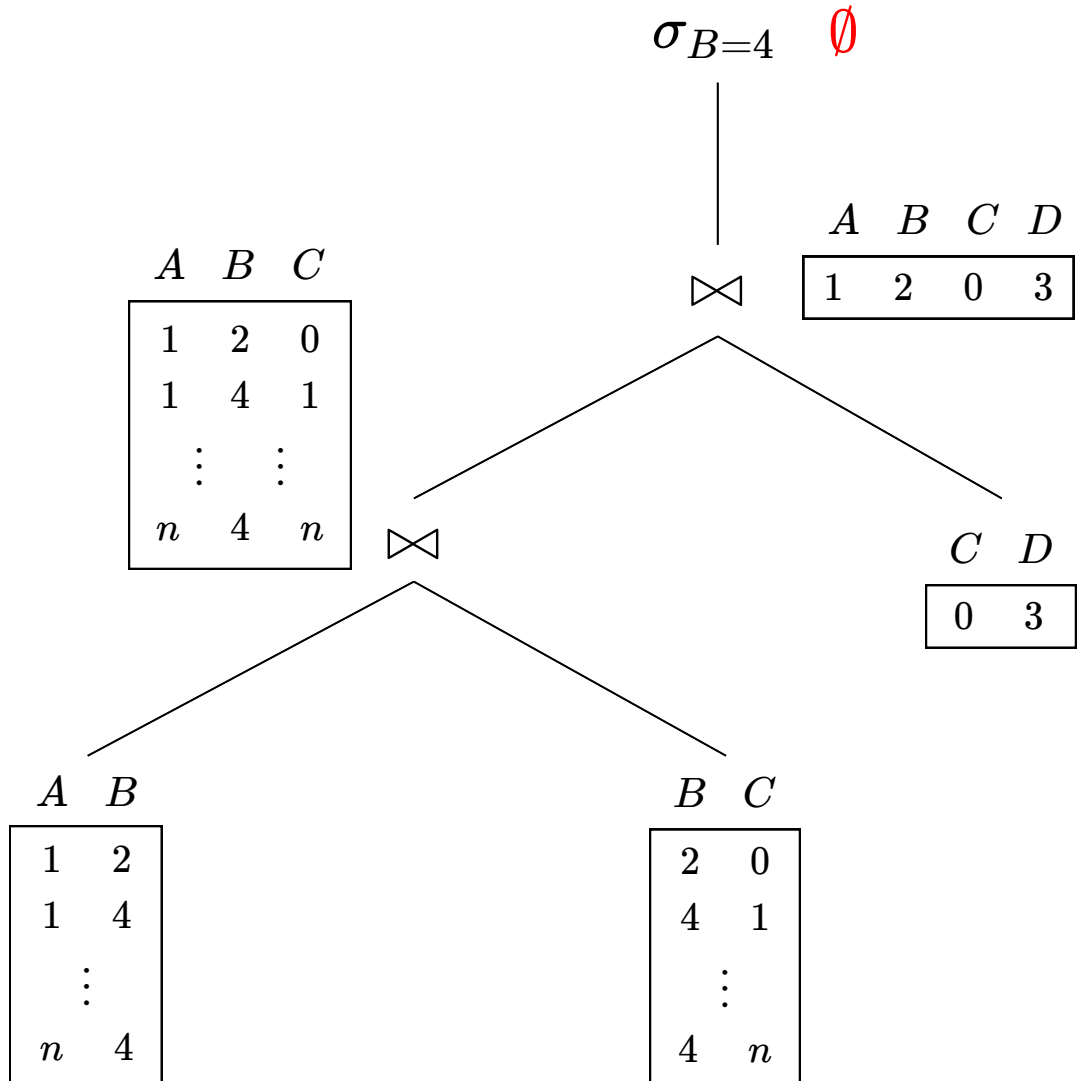 σ_{B=4} ∅
A B C D
1 2 0 3
⋈
A B C
1 2 0
1 4 1
⋮ ⋮
n 4 n
⋈
C D
0 3
A B
1 2
1 4
⋮
n 4
B C
2 0
4 1
⋮
4 n